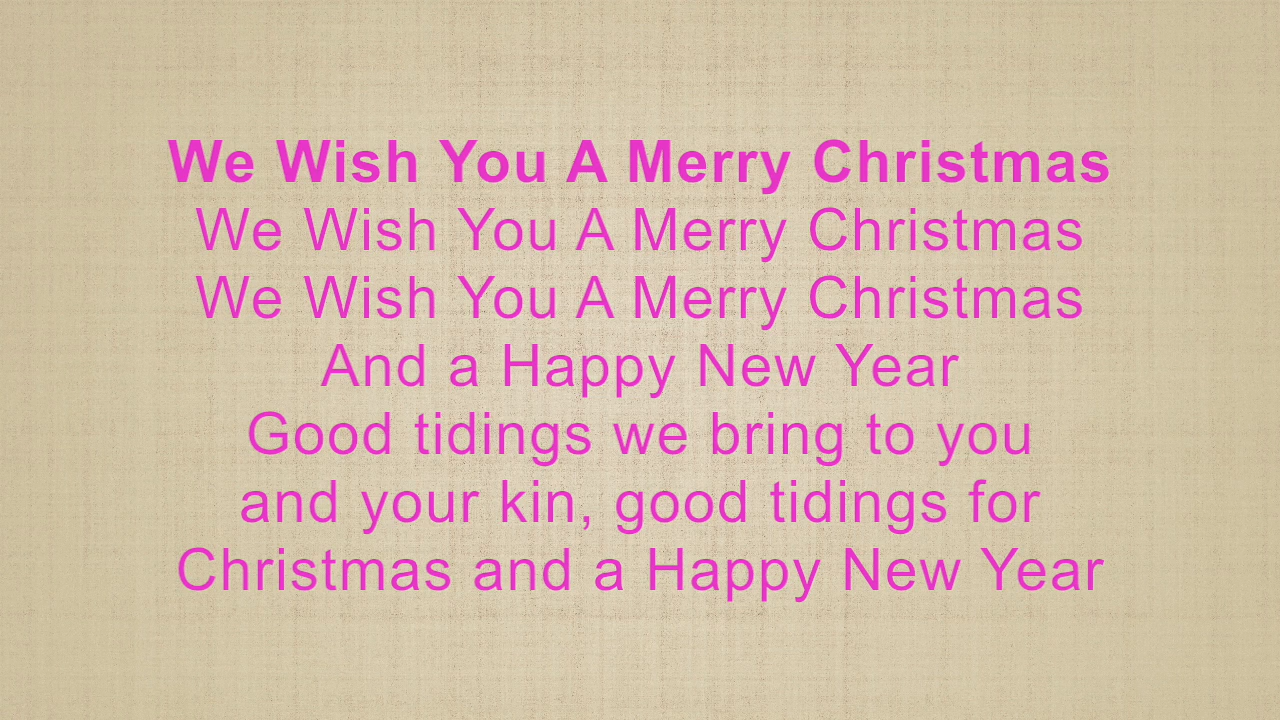 We Wish You A Merry Christmas
We Wish You A Merry Christmas
We Wish You A Merry Christmas
And a Happy New Year
Good tidings we bring to you
and your kin, good tidings for
Christmas and a Happy New Year